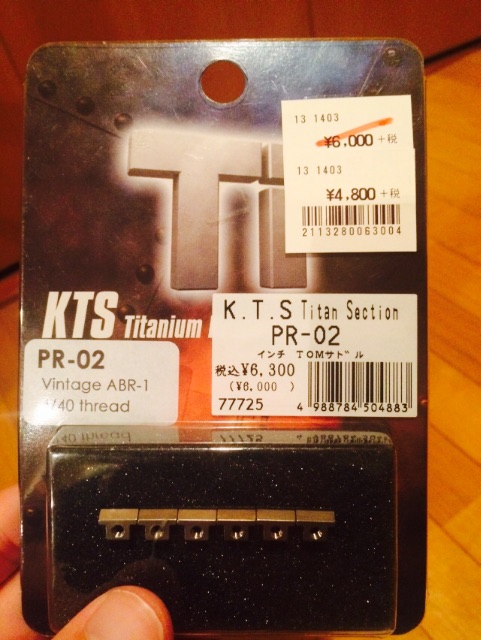 13 1403
¥6,000 +税
13 1403
¥4,800 +税
2113280063004
Ti
KTS Titanium
K.T.S Titan Section
PR-02
インチ TOMサドル
税込¥6,300
(¥6,000 )
77725 4 988784 504883
PR-02
Vintage ABR-1
1/40 thread